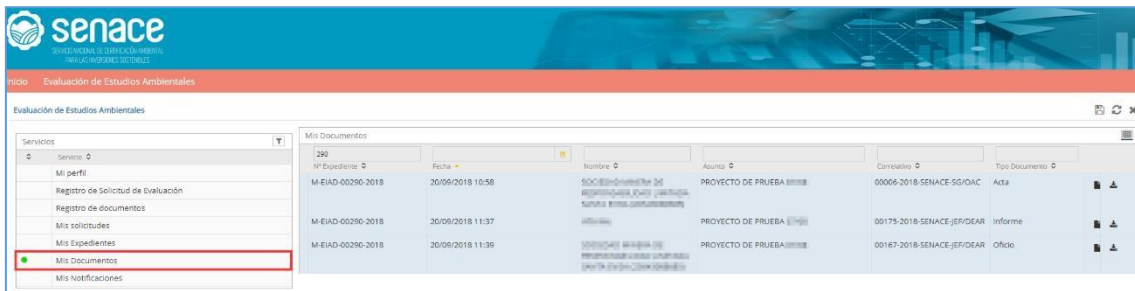 senace
SERVICIO NACIONAL DE CERTIFICACIÓN AMBIENTAL
PARA LAS INVERSIONES SOSTENIBLES
nicio Evaluación de Estudios Ambientales
Evaluación de Estudios Ambientales
Servicios
Servicio
Mi perfil
Registro de Solicitud de Evaluación
Registro de documentos
Mis solicitudes
Mis Expedientes
Mis Documentos
Mis Notificaciones
Mis Documentos
290
N° Expediente Fecha Nombre Asunto Correlativo Tipo Documento
M-EIAD-00290-2018 20/09/2018 10:58 PROYECTO DE PRUEBA 00006-2018-SENACE-SG/OAC Acta
M-EIAD-00290-2018 20/09/2018 11:37 PROYECTO DE PRUEBA 00175-2018-SENACE-JEF/DEAR Informe
M-EIAD-00290-2018 20/09/2018 11:39 PROYECTO DE PRUEBA 00167-2018-SENACE-JEF/DEAR Oficio